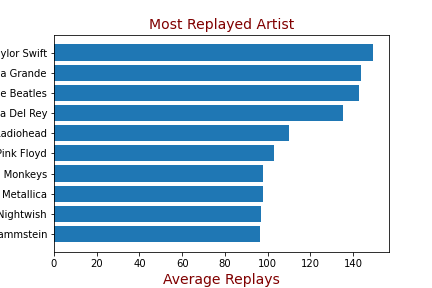 Most Replayed Artist
ylor Swift
a Grande
e Beatles
a Del Rey
Radiohead
Pink Floyd
Monkeys
Metallica
Nightwish
ammstein
0 20 40 60 80 100 120 140
Average Replays